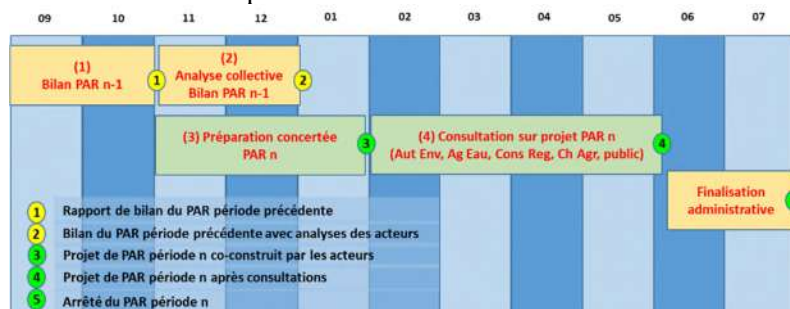 09 10 11 12 01 02 03 04 05 06 07
(1)
Bilan PAR n-1
1
(2)
Analyse collective
Bilan PAR n-1
2
(3) Préparation concertée
PAR n
3
(4) Consultation sur projet PAR n
(Aut Env, Ag Eau, Cons Reg, Ch Agr, public)
4
Finalisation
administrative
1 Rapport de bilan du PAR période précédente
2 Bilan du PAR période précédente avec analyses des acteurs
3 Projet de PAR période n co-construit par les acteurs
4 Projet de PAR période n après consultations
5 Arrêté du PAR période n